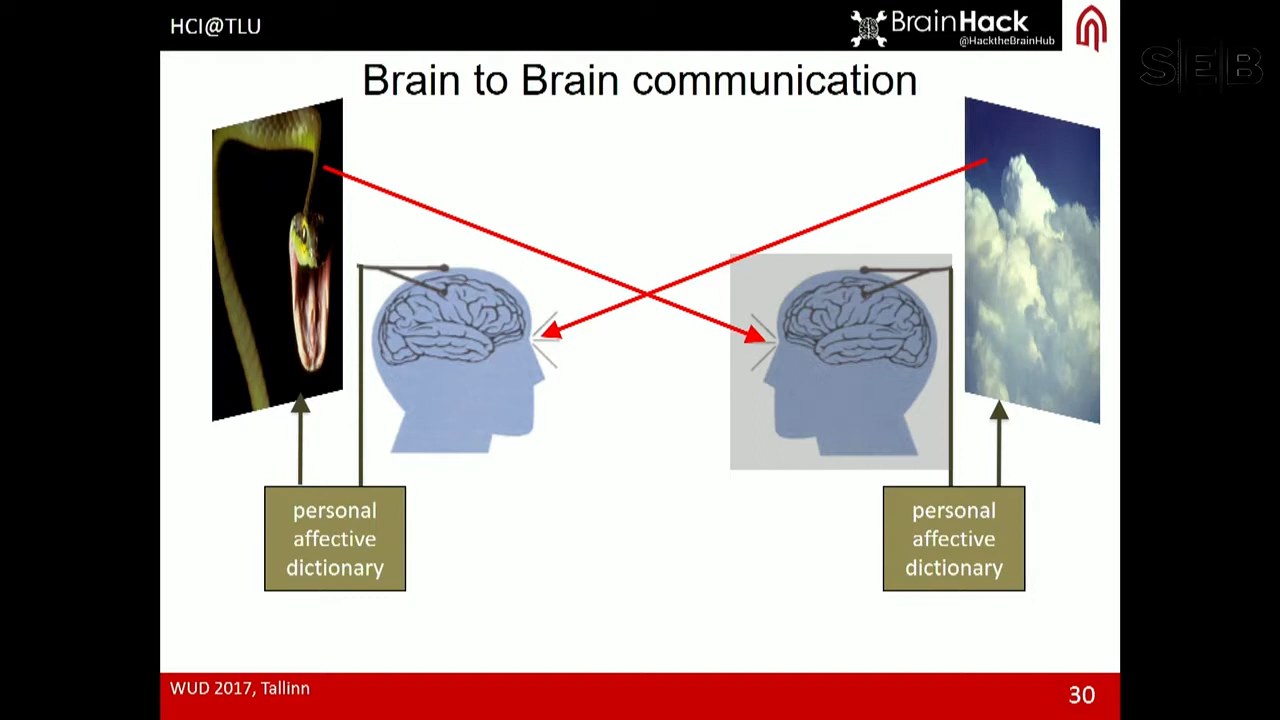 HCI@TLU
BrainHack
@HacktheBrainHub
SEB
Brain to Brain communication
personal
affective
dictionary
personal
affective
dictionary
WUD 2017, Tallinn
30